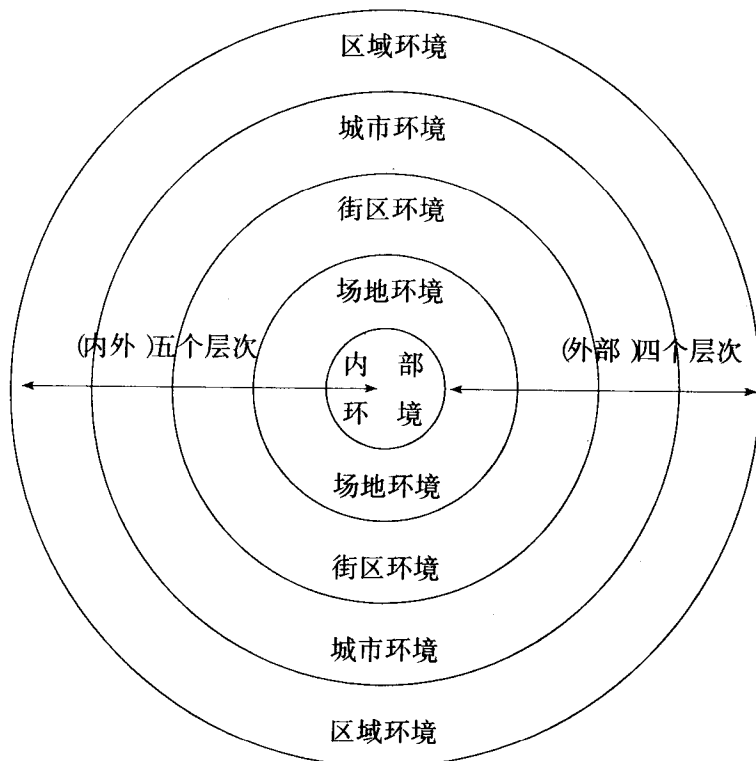 区域环境
城市环境
街区环境
场地环境
(内外)五个层次
(外部)四个层次
内 部
环 境
场地环境
街区环境
城市环境
区域环境